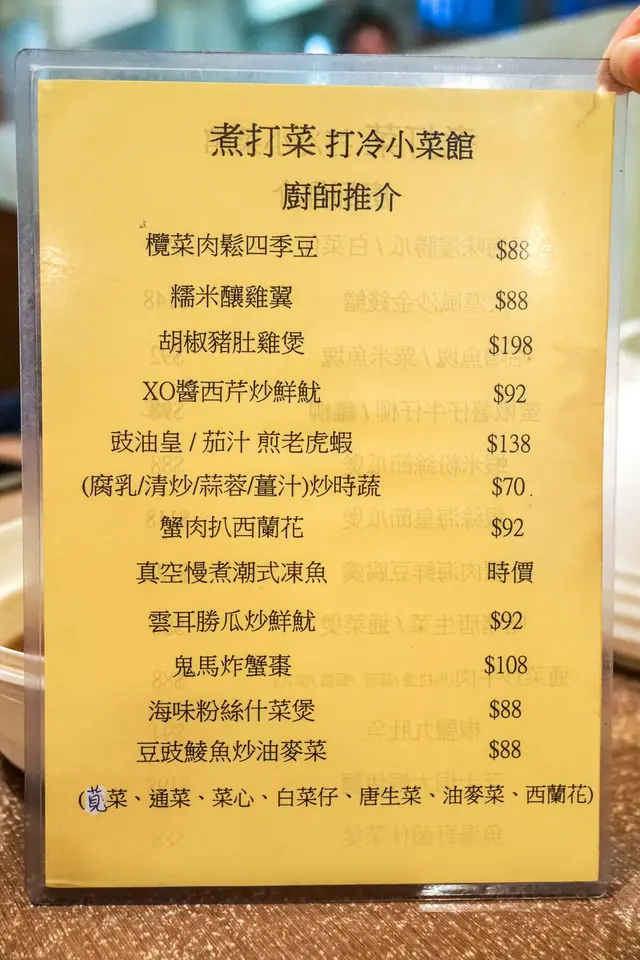 煮打菜 打冷小菜館
廚師推介
欖菜肉鬆四季豆 $88
糯米釀雞翼 $88
胡椒豬肚雞煲 $198
XO醬西芹炒鮮魷 $92
豉油皇 / 茄汁 煎老虎蝦 $138
(腐乳/清炒/蒜蓉/薑汁)炒時蔬 $70
蟹肉扒西蘭花 $92
真空慢煮潮式凍魚 時價
雲耳勝瓜炒鮮魷 $92
鬼馬炸蟹棗 $108
海味粉絲什菜煲 $88
豆豉鯪魚炒油麥菜 $88
(莧菜、通菜、菜心、白菜仔、唐生菜、油麥菜、西蘭花)